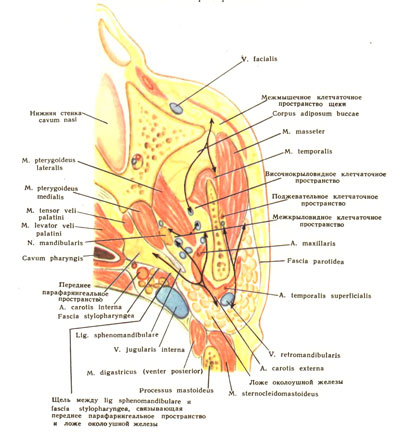 V. facialis
Межмышечное клетчаточное
пространство щеки
Corpus adiposum buccae
M. masseter
M. temporalis
Височнокрыловидное клетчаточное
пространство
Поджевательное клетчаточное
пространство
Межкрыловидное клетчаточное
пространство
A. maxillaris
Fascia parotidea
A. temporalis superficialis
V. refromandibularis
A. carotis externa
Ложе околоушной железы
M. sternocleidomastoideus
Нижняя стенка
cavum nasi
M. pterygoideus
lateralis
M. pterygoideus
medialis
M. tensor veli
palatini
M. levator veli
palatini
N. mandibularis
Cavum pharyngis
Переднее
парафарингеальное
пространство
A. carotis interna
Fascia stylopharyngea
Lig. sphenomandibulare
V. jugularis interna
M. digastricus (venter posterior)
Processus mastoideus
Щель между lig sphenomandibulare и
fascia stylopharyngea, связывающая
переднее парафарингеальное пространство
и ложе околоушной железы